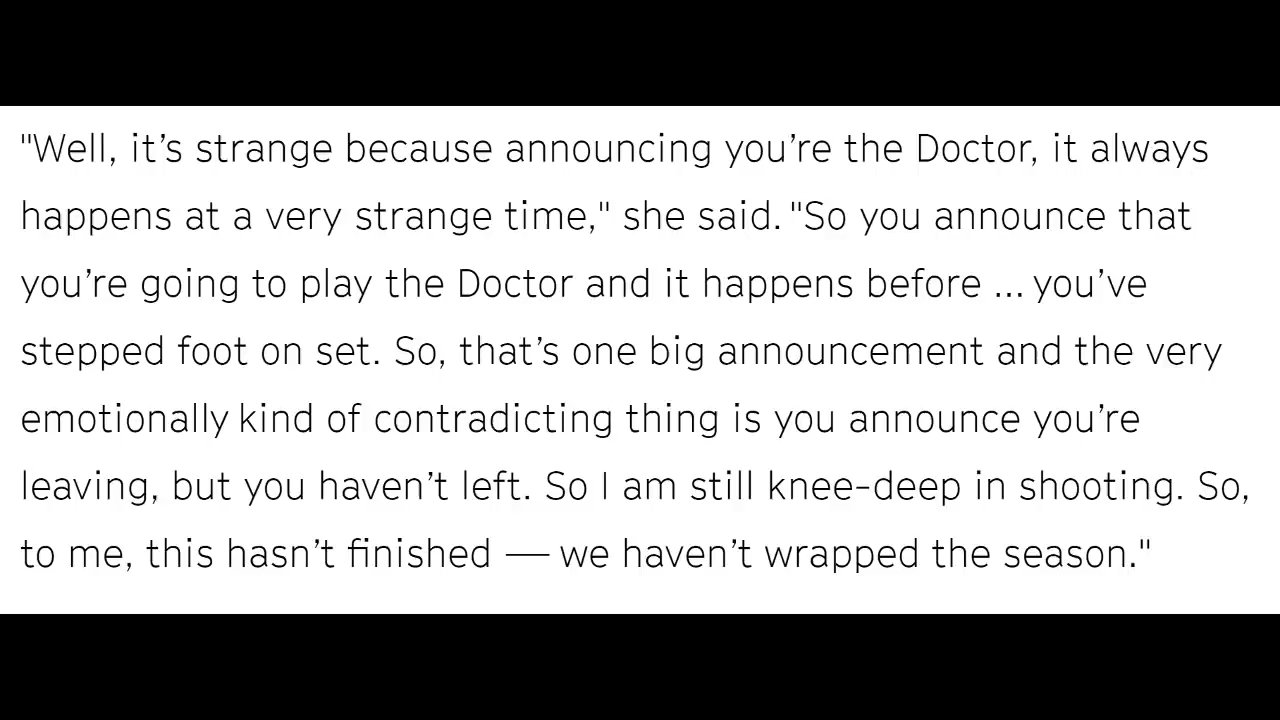 "Well, it’s strange because announcing you’re the Doctor, it always
happens at a very strange time," she said. "So you announce that
you’re going to play the Doctor and it happens before ... you’ve
stepped foot on set. So, that’s one big announcement and the very
emotionally kind of contradicting thing is you announce you’re
leaving, but you haven’t left. So I am still knee-deep in shooting. So,
to me, this hasn’t finished — we haven’t wrapped the season."